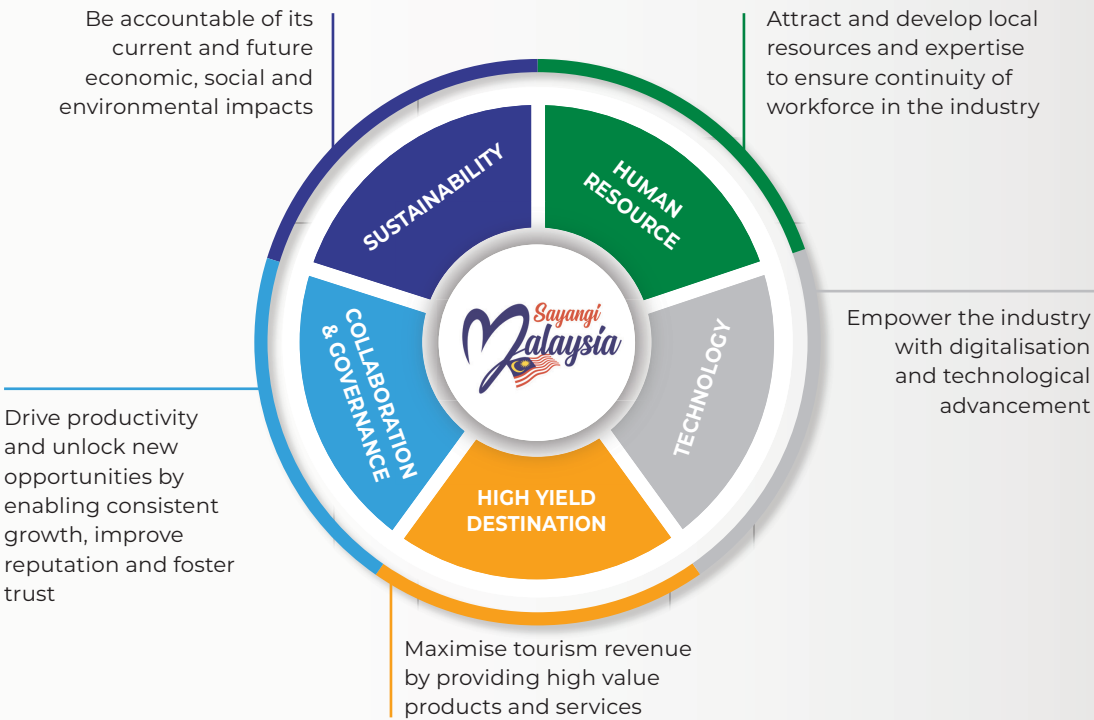 Be accountable of its
current and future
economic, social and
environmental impacts
Attract and develop local
resources and expertise
to ensure continuity of
workforce in the industry
SUSTAINABILITY
HUMAN
RESOURCE
COLLABORATION
& GOVERNANCE
Sayangi
Malaysia
TECHNOLOGY
Empower the industry
with digitalisation
and technological
advancement
Drive productivity
and unlock new
opportunities by
enabling consistent
growth, improve
reputation and foster
trust
HIGH YIELD
DESTINATION
Maximise tourism revenue
by providing high value
products and services